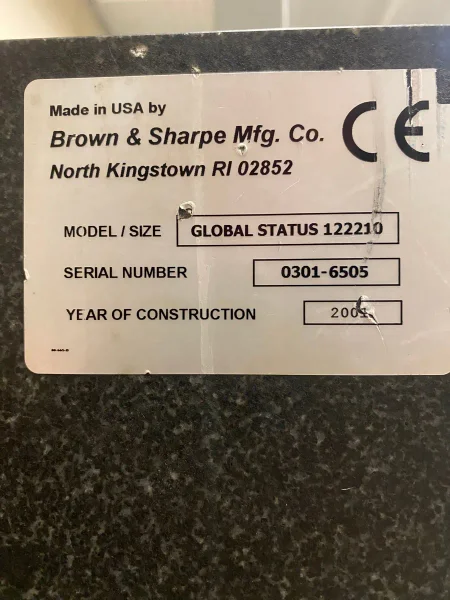 Made in USA by
Brown & Sharpe Mfg. Co.
CE
North Kingstown RI 02852
MODEL / SIZE GLOBAL STATUS 122210
SERIAL NUMBER 0301-6505
YEAR OF CONSTRUCTION 2001